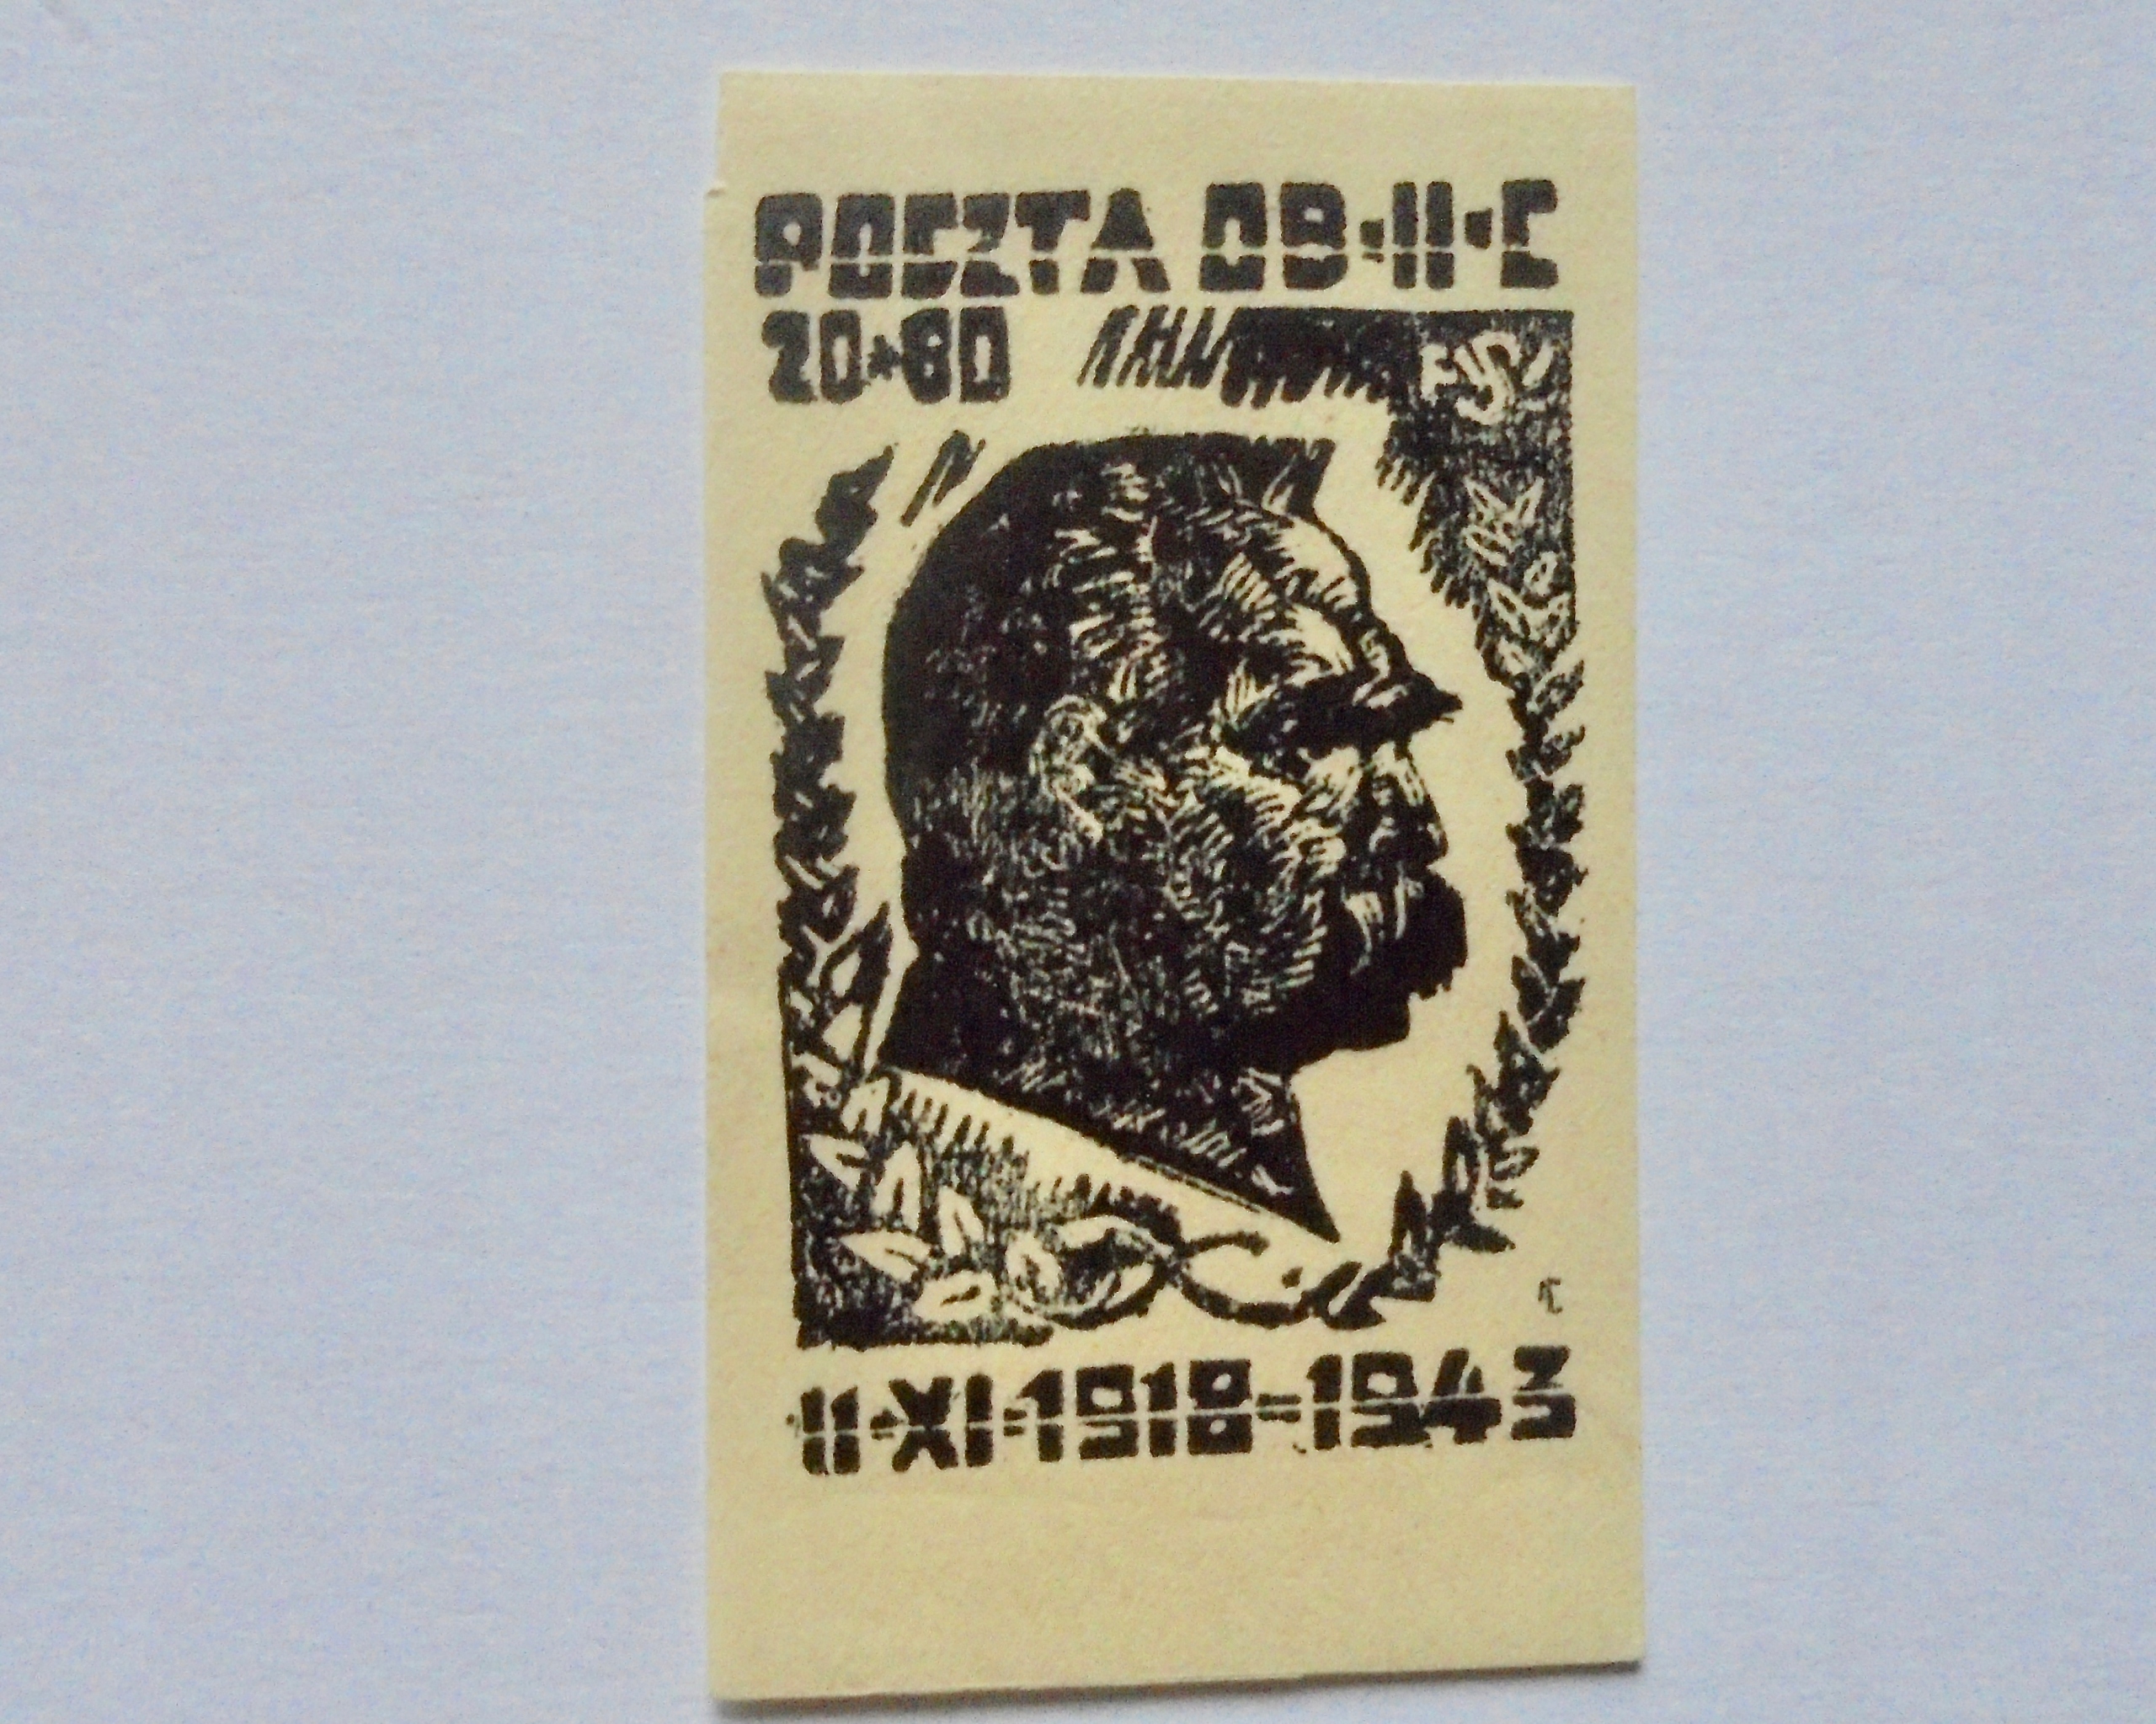 POCZTA OB·II·C
20+80
F.I.R.
11·XI·1918-1943